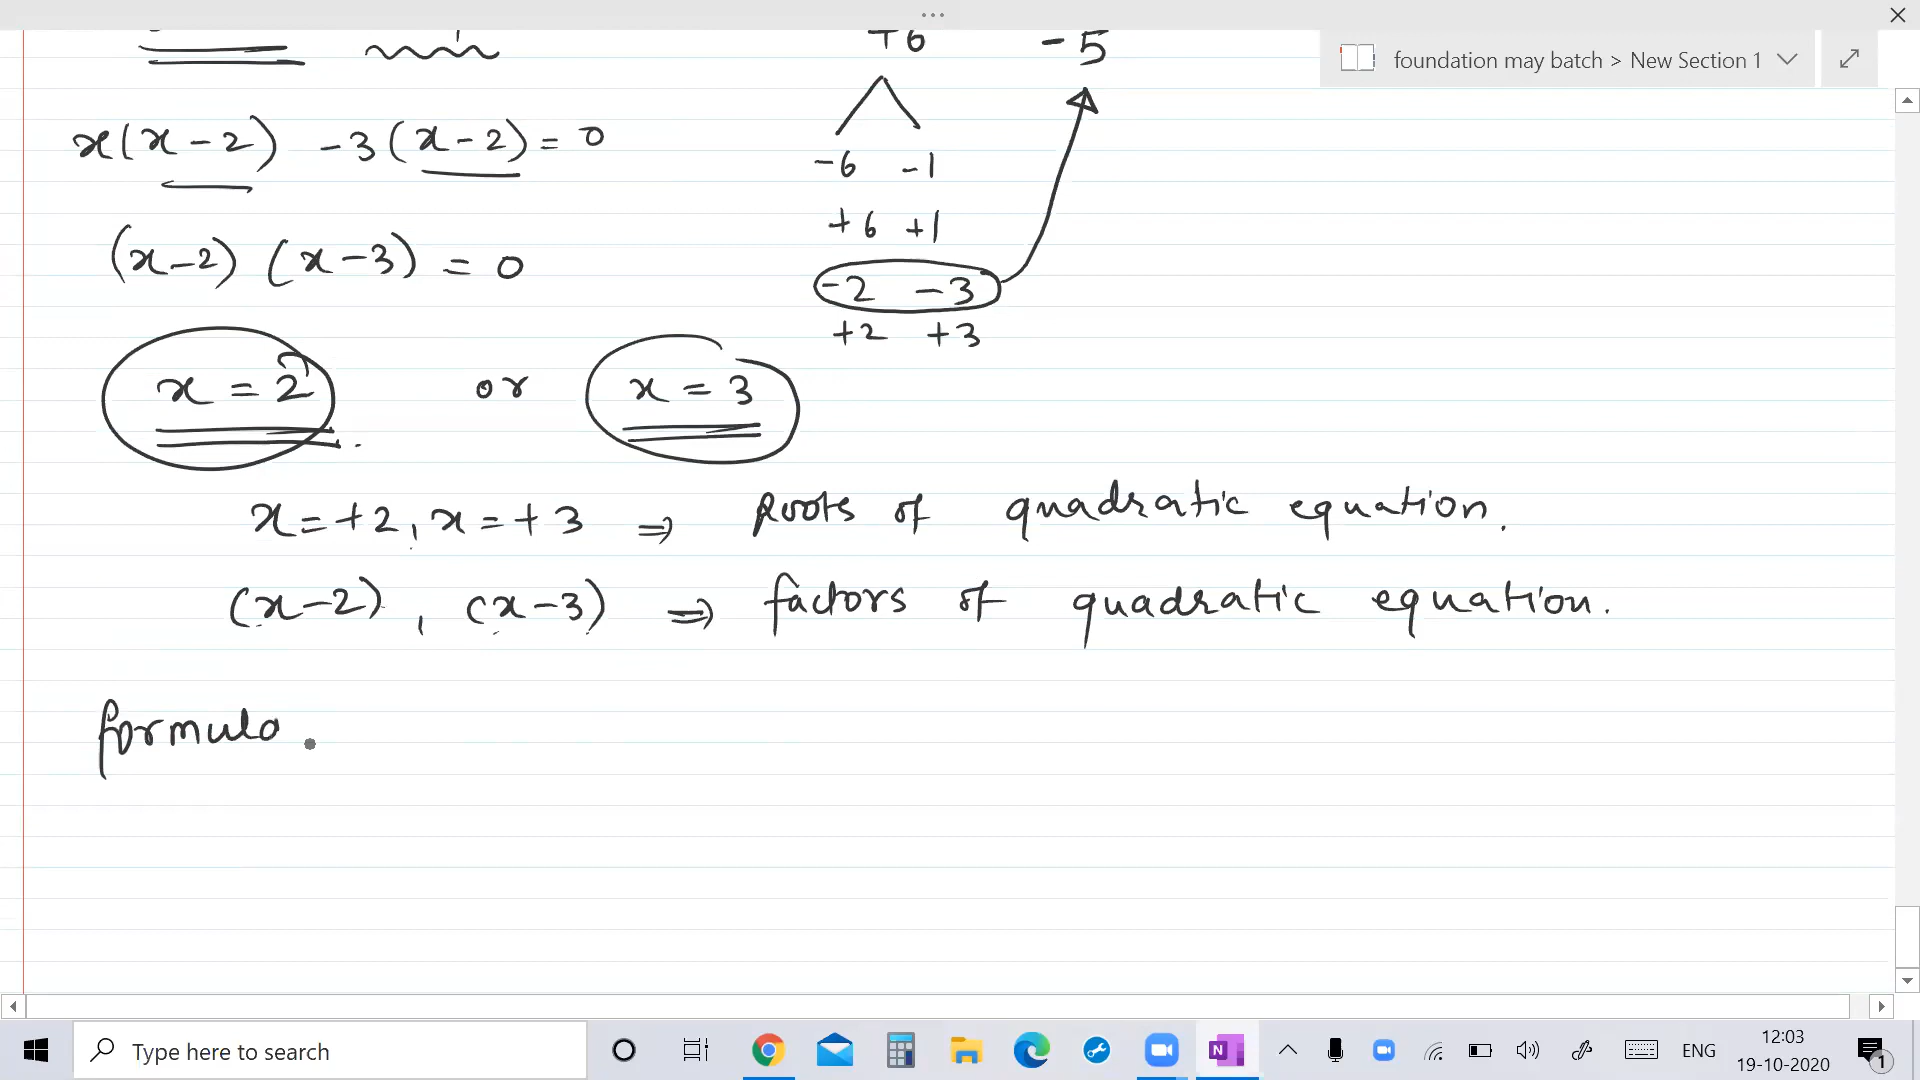 +6 -5
foundation may batch > New Section 1
x(x-2) -3(x-2)=0
-6 -1
+6 +1
(x-2) (x-3) = 0
-2 -3
+2 +3
x = 2 or x = 3
x=+2, x=+3 ⇒ Roots of quadratic equation.
(x-2), (x-3) ⇒ factors of quadratic equation.
formula
Type here to search
ENG
12:03
19-10-2020
1